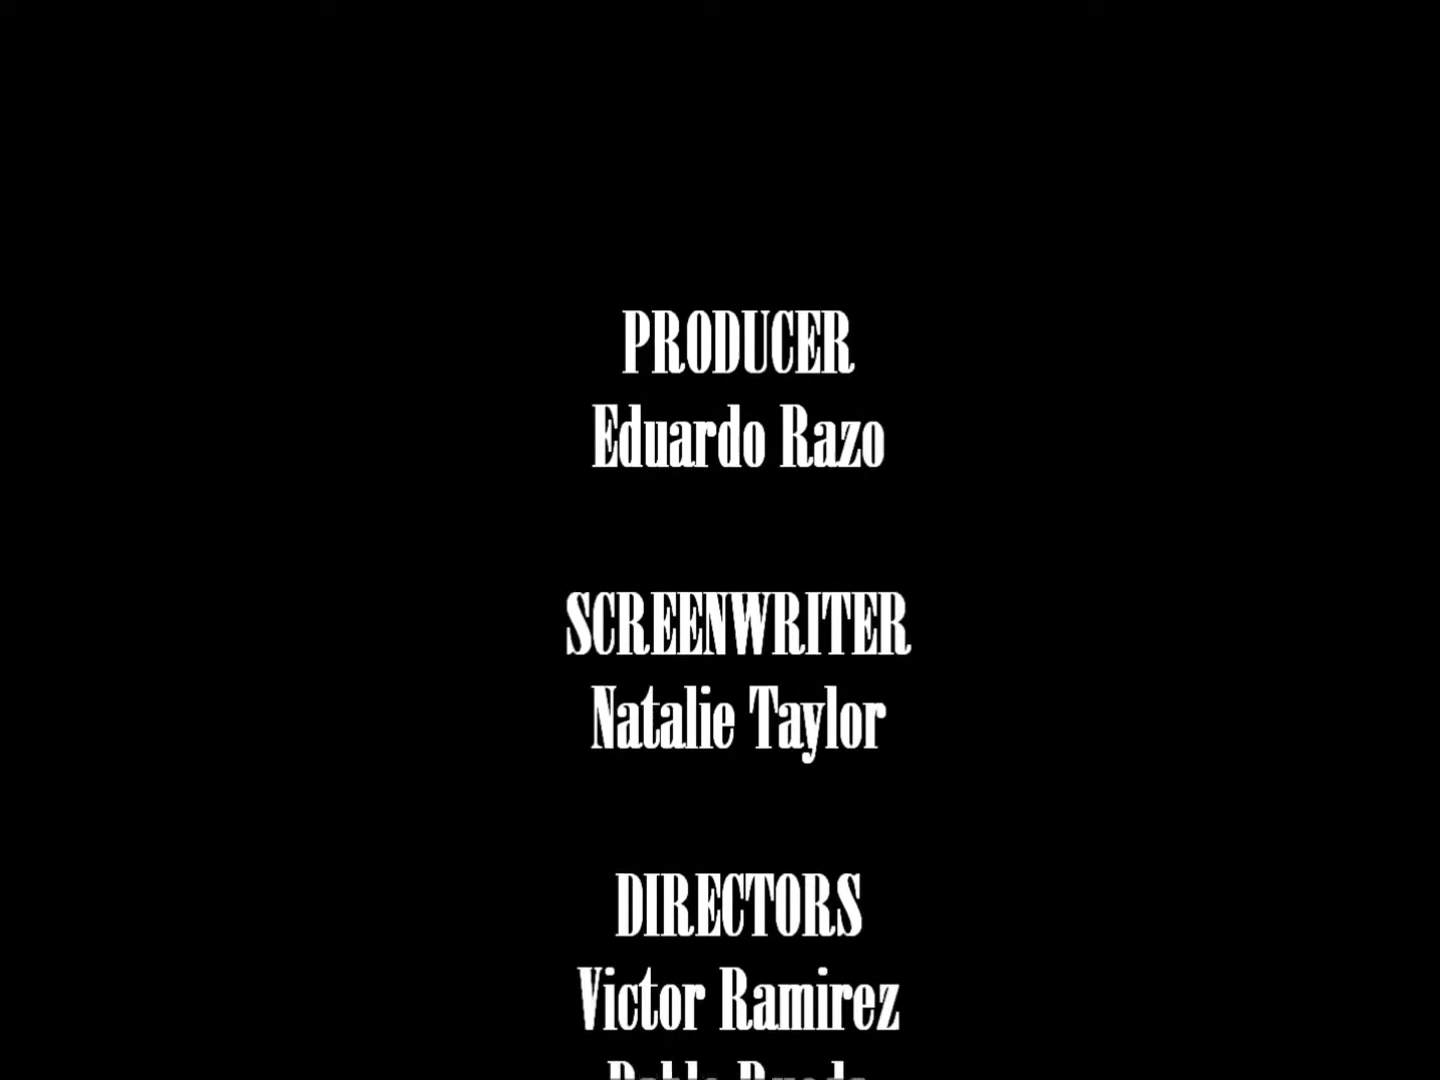 PRODUCER
Eduardo Razo
SCREENWRITER
Natalie Taylor
DIRECTORS
Victor Ramirez